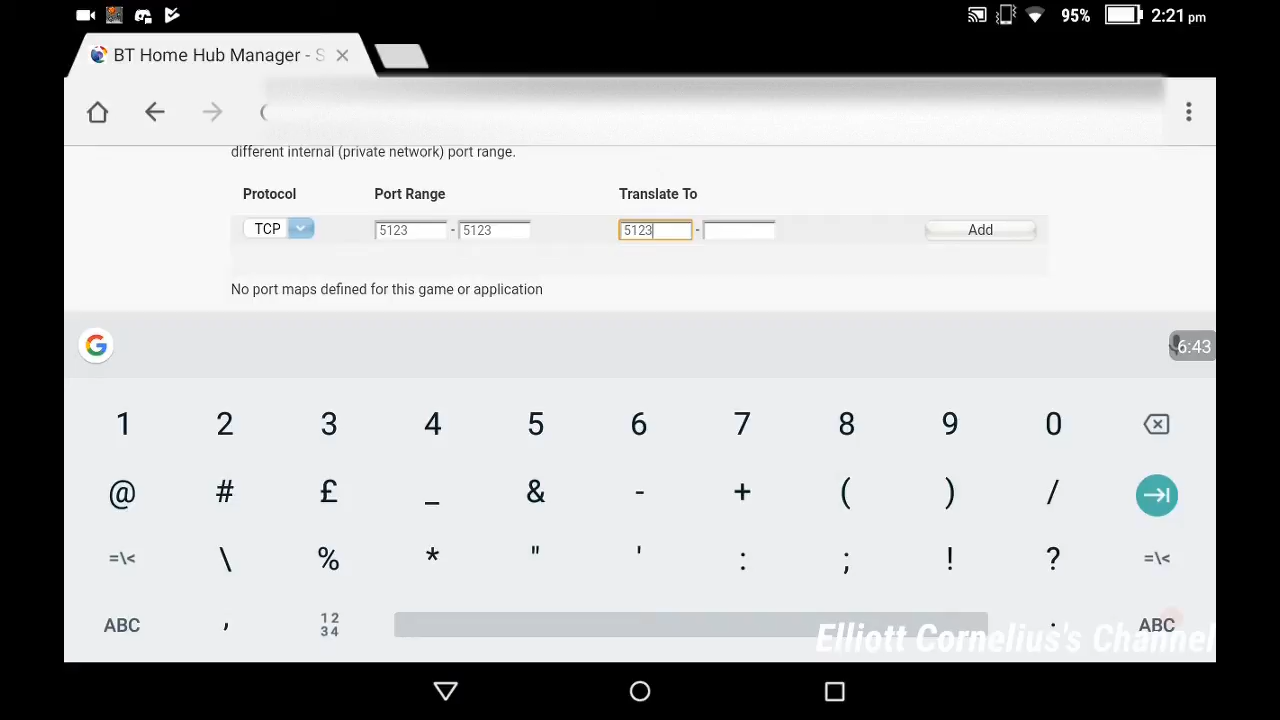 95% 2:21 pm
BT Home Hub Manager - S
different internal (private network) port range.
Protocol Port Range Translate To
TCP 5123 - 5123 5123 - Add
No port maps defined for this game or application
G 6:43
1 2 3 4 5 6 7 8 9 0
@ # £ _ & - + ( ) /
=\< \ % * " ' : ; ! ? =\<
ABC , 12 . ABC
34
Elliott Cornelius's Channel